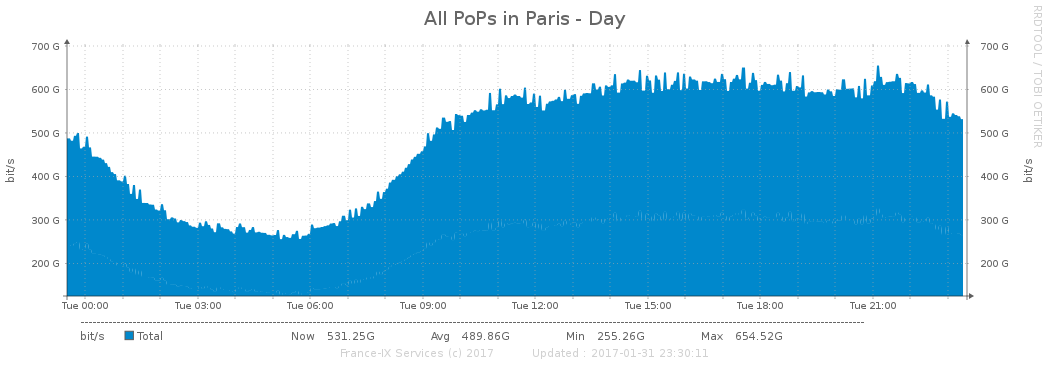 All PoPs in Paris - Day
RRDTOOL / TOBI OETIKER
700 G 700 G
600 G 600 G
500 G 500 G
400 G 400 G
300 G 300 G
200 G 200 G
bit/s
bit/s
Tue 00:00 Tue 03:00 Tue 06:00 Tue 09:00 Tue 12:00 Tue 15:00 Tue 18:00 Tue 21:00
bit/s Total Now 531.25G Avg 489.86G Min 255.26G Max 654.52G
France-IX Services (c) 2017 Updated : 2017-01-31 23:30:11